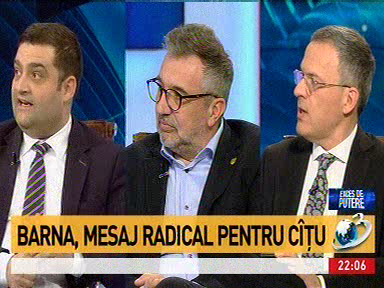 EXCES DE
PUTERE
BARNA, MESAJ RADICAL PENTRU CÎȚU
22:06